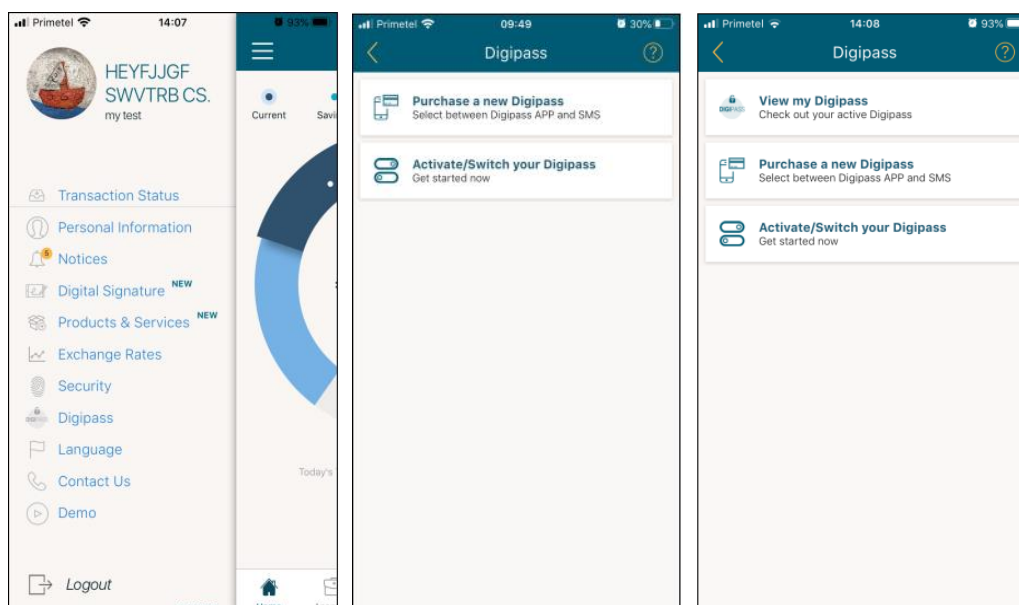 Primetel 14:07 93%
HEYFJJGF
SWVTRB CS.
my test
Transaction Status
Personal Information
5
Notices
Digital Signature NEW
Products & Services NEW
Exchange Rates
Security
DIGIPASS
Digipass
Language
Contact Us
Demo
Logout
Current
Today's
Home
Primetel 09:49 30%
Digipass
?
Purchase a new Digipass
Select between Digipass APP and SMS
Activate/Switch your Digipass
Get started now
Primetel 14:08 93%
Digipass
?
DIGIPASS
View my Digipass
Check out your active Digipass
Purchase a new Digipass
Select between Digipass APP and SMS
Activate/Switch your Digipass
Get started now